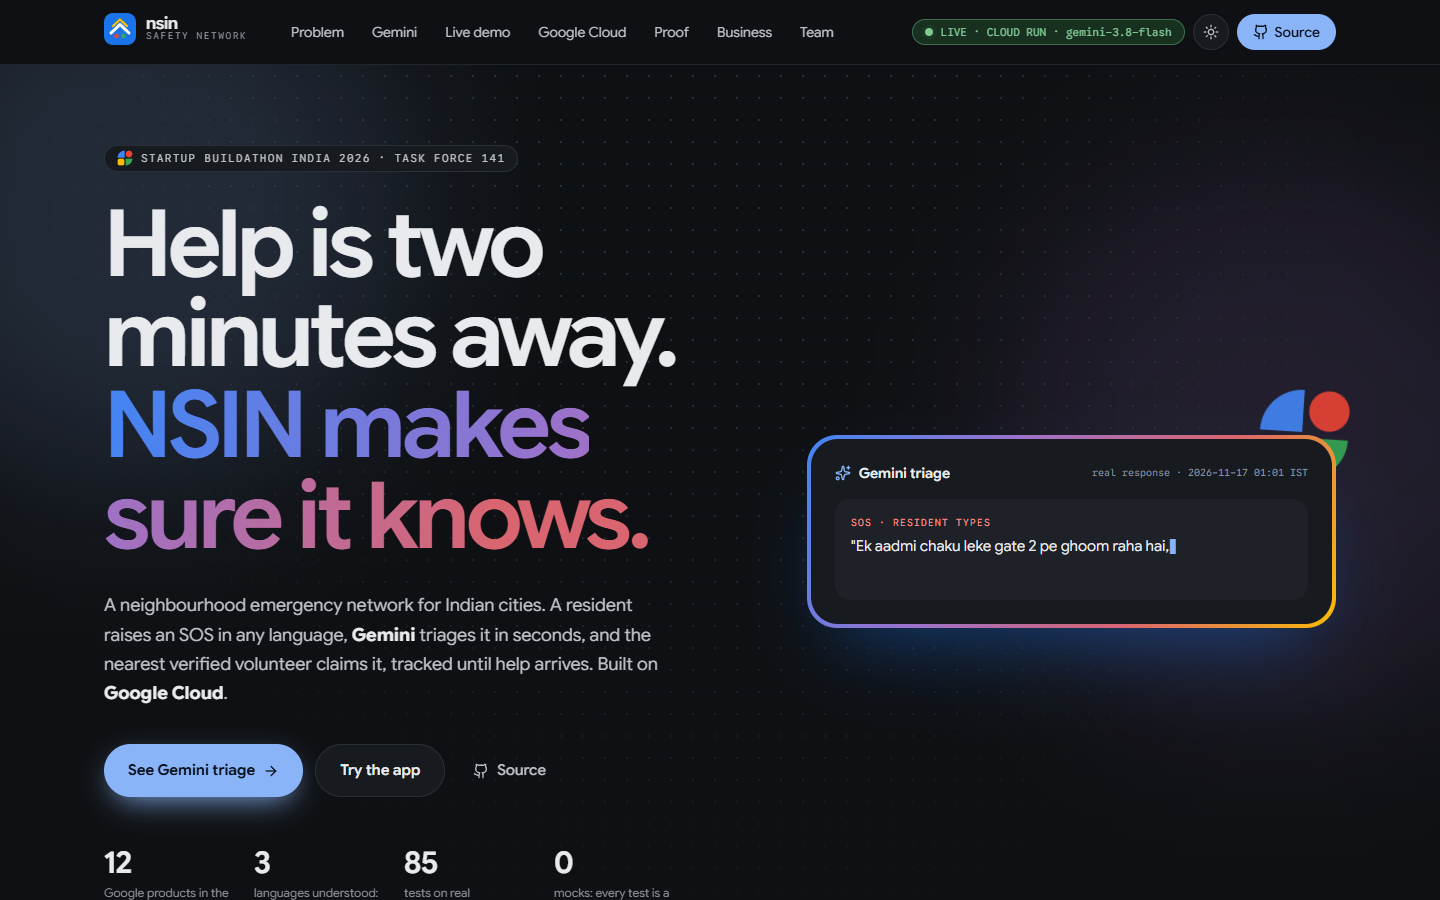 nsin
SAFETY NETWORK
Problem
Gemini
Live demo
Google Cloud
Proof
Business
Team
LIVE · CLOUD RUN · gemini-3.8-flash
Source
STARTUP BUILDATHON INDIA 2026 · TASK FORCE 141
Help is two
minutes away.
NSIN makes
sure it knows.
A neighbourhood emergency network for Indian cities. A resident
raises an SOS in any language, Gemini triages it in seconds, and the
nearest verified volunteer claims it, tracked until help arrives. Built on
Google Cloud.
See Gemini triage
Try the app
Source
Gemini triage
real response · 2026-11-17 01:01 IST
SOS · RESIDENT TYPES
"Ek aadmi chaku leke gate 2 pe ghoom raha hai,
12
Google products in the
3
languages understood:
85
tests on real
0
mocks: every test is a